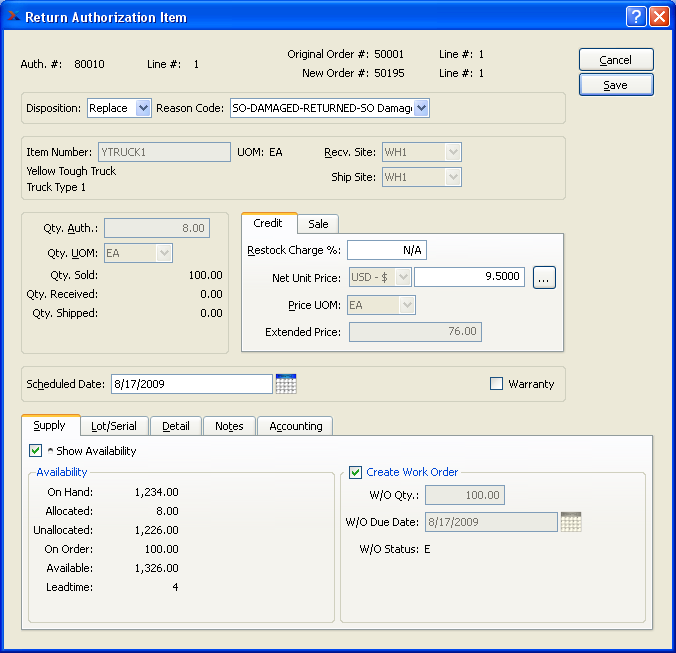 Return Authorization Item
Auth. #: 80010 Line #: 1 Original Order #: 50001 Line #: 1
New Order #: 50195 Line #: 1
Cancel
Save
Disposition: Replace Reason Code: SO-DAMAGED-RETURNED-SO Damag
Item Number: YTRUCK1 UOM: EA Recv. Site: WH1
Yellow Tough Truck
Truck Type 1 Ship Site: WH1
Qty. Auth.: 8.00
Qty. UOM: EA
Qty. Sold: 100.00
Qty. Received: 0.00
Qty. Shipped: 0.00
Credit Sale
Restock Charge %: N/A
Net Unit Price: USD - $ 9.5000 ...
Price UOM: EA
Extended Price: 76.00
Scheduled Date: 8/17/2009 Warranty
Supply Lot/Serial Detail Notes Accounting
^ Show Availability
Availability
On Hand: 1,234.00
Allocated: 8.00
Unallocated: 1,226.00
On Order: 100.00
Available: 1,326.00
Leadtime: 4
Create Work Order
W/O Qty.: 100.00
W/O Due Date: 8/17/2009
W/O Status: E